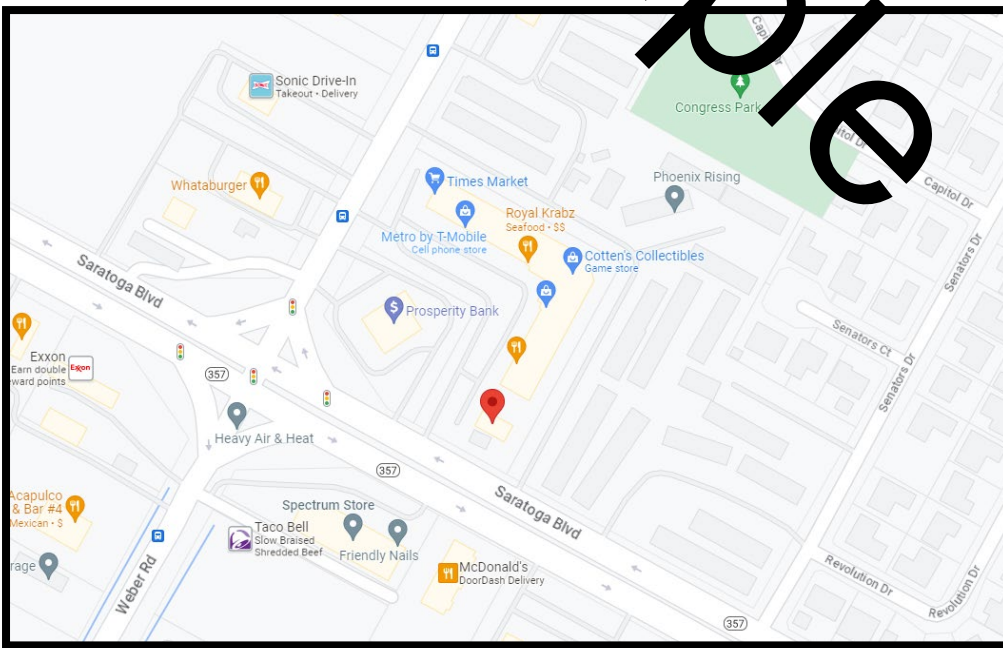 ple
Capitol Dr
Sonic Drive-In
Takeout • Delivery
Congress Park
Whataburger
Times Market
Phoenix Rising
Capitol Dr
Metro by T-Mobile
Cell phone store
Royal Krabz
Seafood • $$
Cotten's Collectibles
Game store
Senators Dr
Saratoga Blvd
Prosperity Bank
Senators Ct
Exxon
Earn double
ward points
Exxon
357
Senators Dr
Heavy Air & Heat
357
Saratoga Blvd
Acapulco
& Bar #4
Mexican • $
Spectrum Store
Taco Bell
Slow Braised
Shredded Beef
Friendly Nails
McDonald's
DoorDash Delivery
rage
Weber Rd
Revolution Dr
Revolution Dr
357